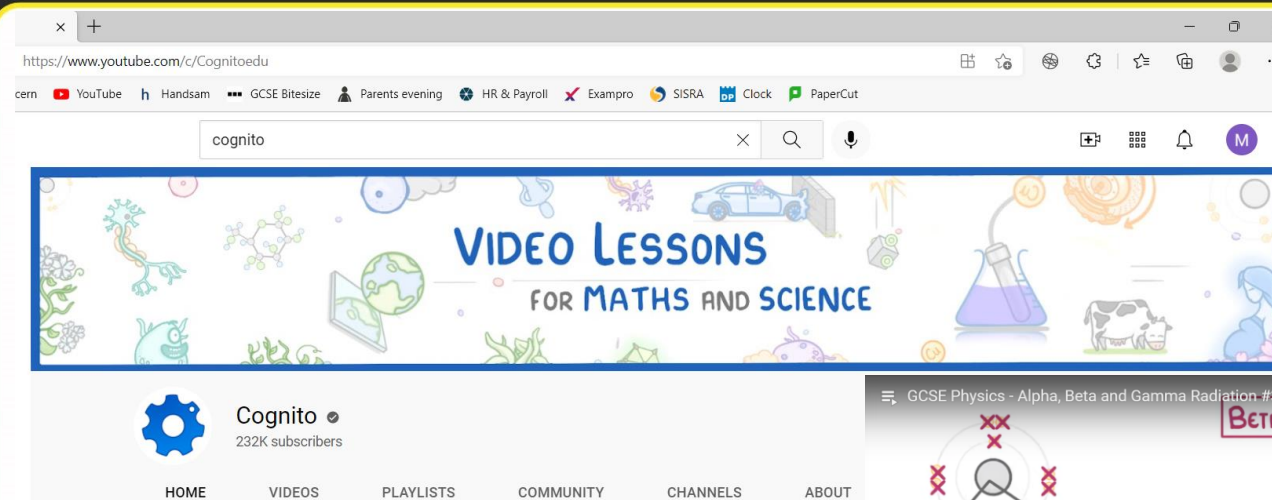 https://www.youtube.com/c/Cognitoedu
cern YouTube h Handsam GCSE Bitesize Parents evening HR & Payroll Exampro SISRA DP Clock PaperCut
cognito
M
VIDEO LESSONS
FOR MATHS AND SCIENCE
Cognito
232K subscribers
GCSE Physics - Alpha, Beta and Gamma Radiation #
BET
HOME VIDEOS PLAYLISTS COMMUNITY CHANNELS ABOUT